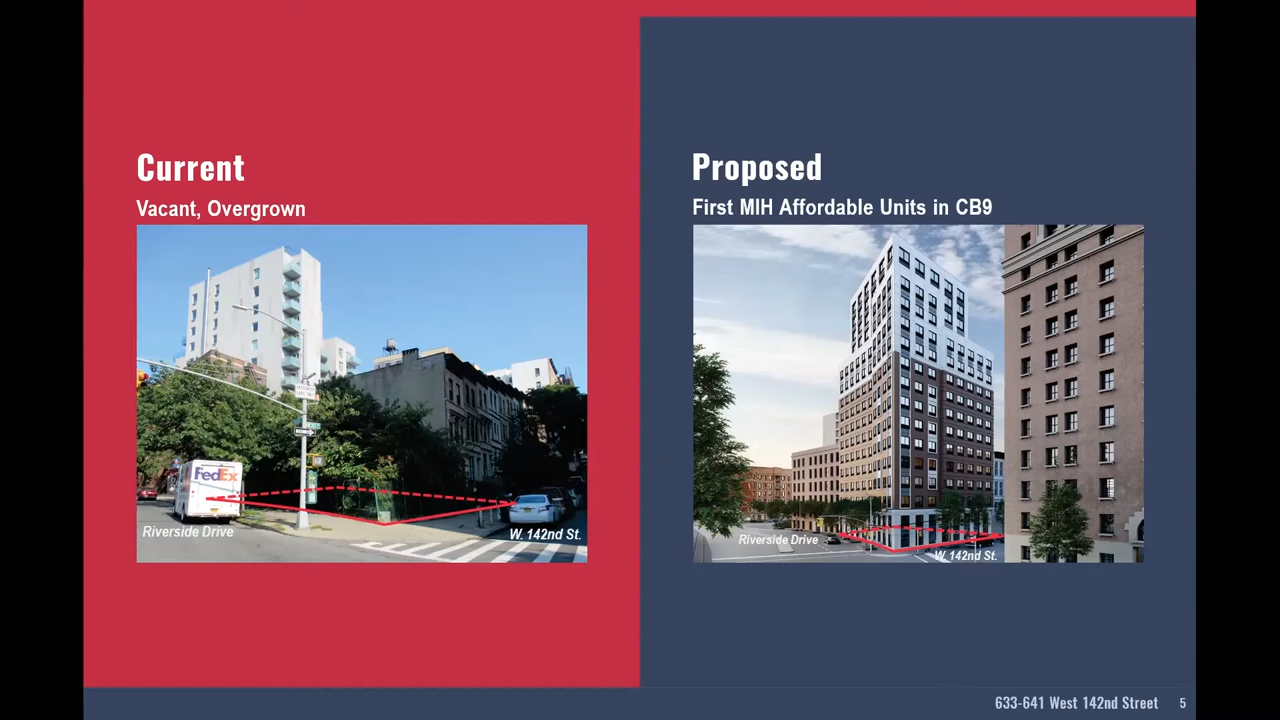 Current
Vacant, Overgrown
FedEx
Riverside Drive
W. 142nd St.
Proposed
First MIH Affordable Units in CB9
Riverside Drive
W. 142nd St.
633-641 West 142nd Street 5